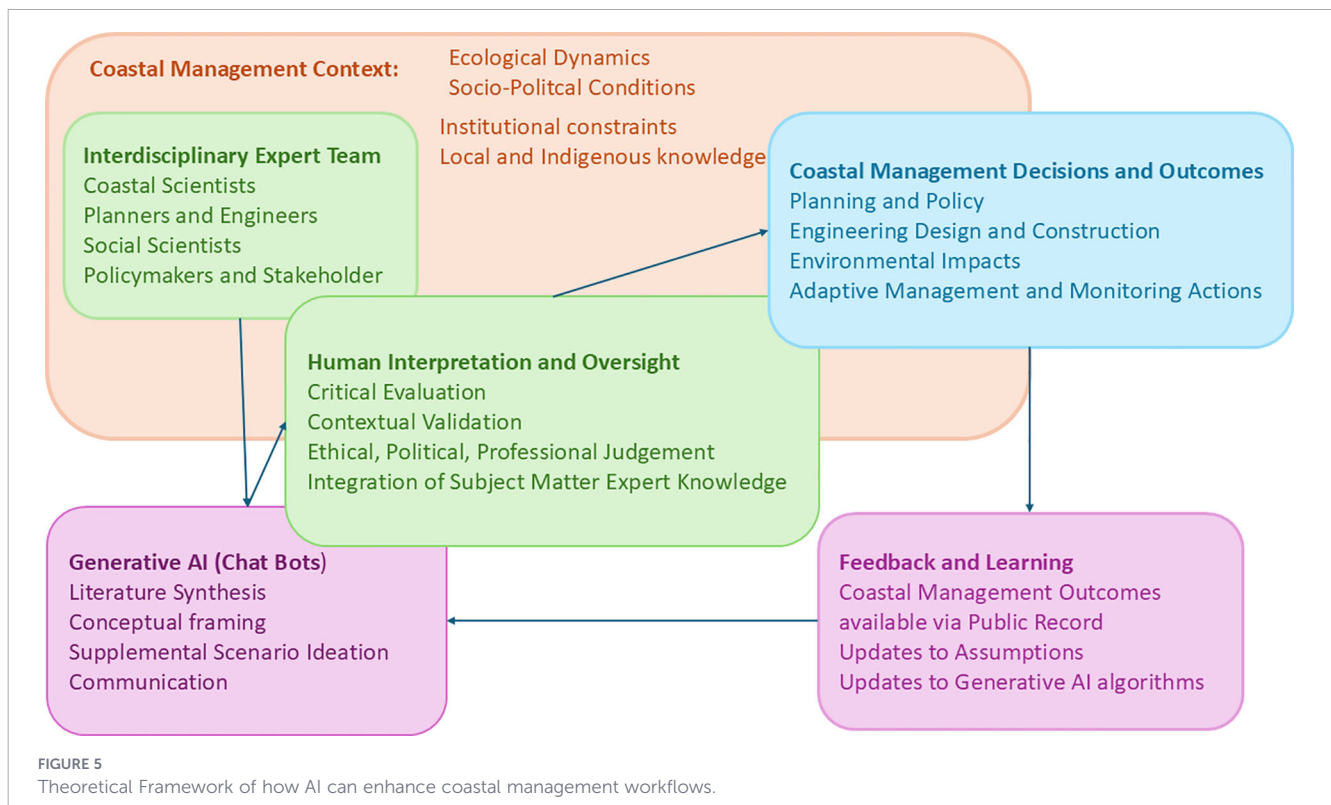 Coastal Management Context:
Ecological Dynamics
Socio-Politcal Conditions
Institutional constraints
Local and Indigenous knowledge
Interdisciplinary Expert Team
Coastal Scientists
Planners and Engineers
Social Scientists
Policymakers and Stakeholder
Coastal Management Decisions and Outcomes
Planning and Policy
Engineering Design and Construction
Environmental Impacts
Adaptive Management and Monitoring Actions
Human Interpretation and Oversight
Critical Evaluation
Contextual Validation
Ethical, Political, Professional Judgement
Integration of Subject Matter Expert Knowledge
Generative AI (Chat Bots)
Literature Synthesis
Conceptual framing
Supplemental Scenario Ideation
Communication
Feedback and Learning
Coastal Management Outcomes
available via Public Record
Updates to Assumptions
Updates to Generative AI algorithms
FIGURE 5
Theoretical Framework of how AI can enhance coastal management workflows.